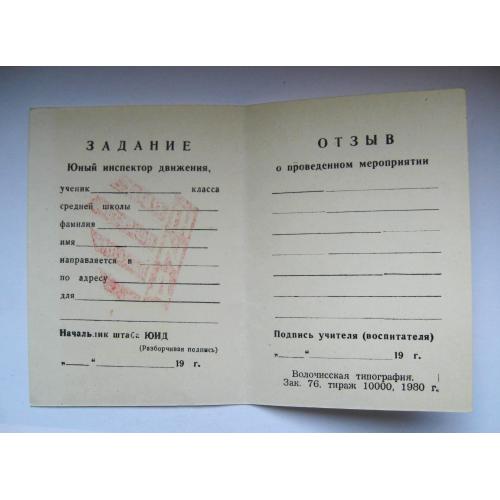 ЗАДАНИЕ
Юный инспектор движения,
ученик класса
средней школы
фамилия
имя
направляется в
по адресу
для
Начальник штаба ЮИД
(Разборчивая подпись)
„ “ 19 г.
ОТЗЫВ
о проведенном мероприятии
Подпись учителя (воспитателя)
„ “ 19 г.
Волочисская типография.
Зак. 76, тираж 10000, 1980 г.